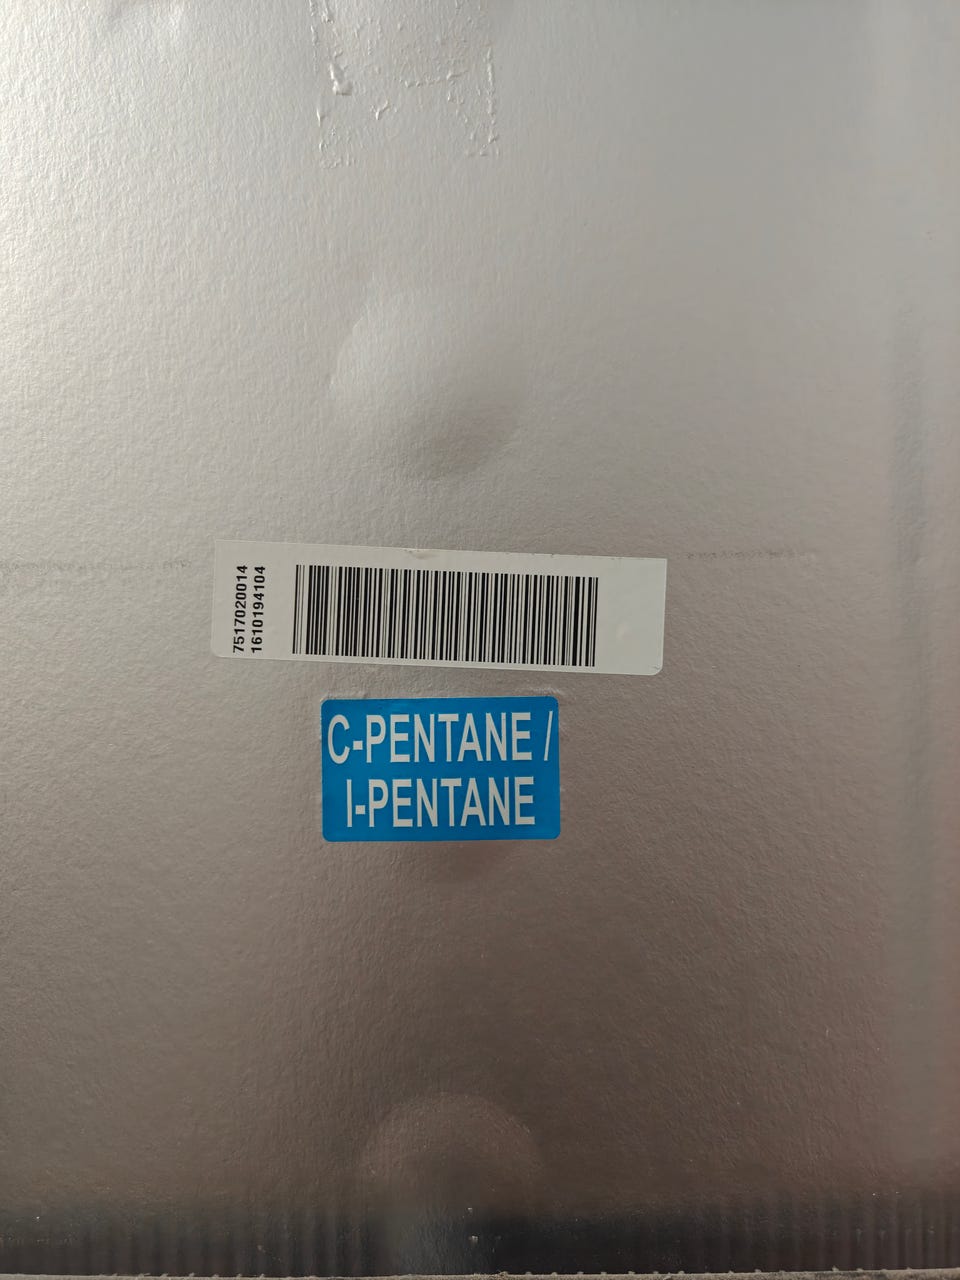 7517020014
1610194104
C-PENTANE /
I-PENTANE